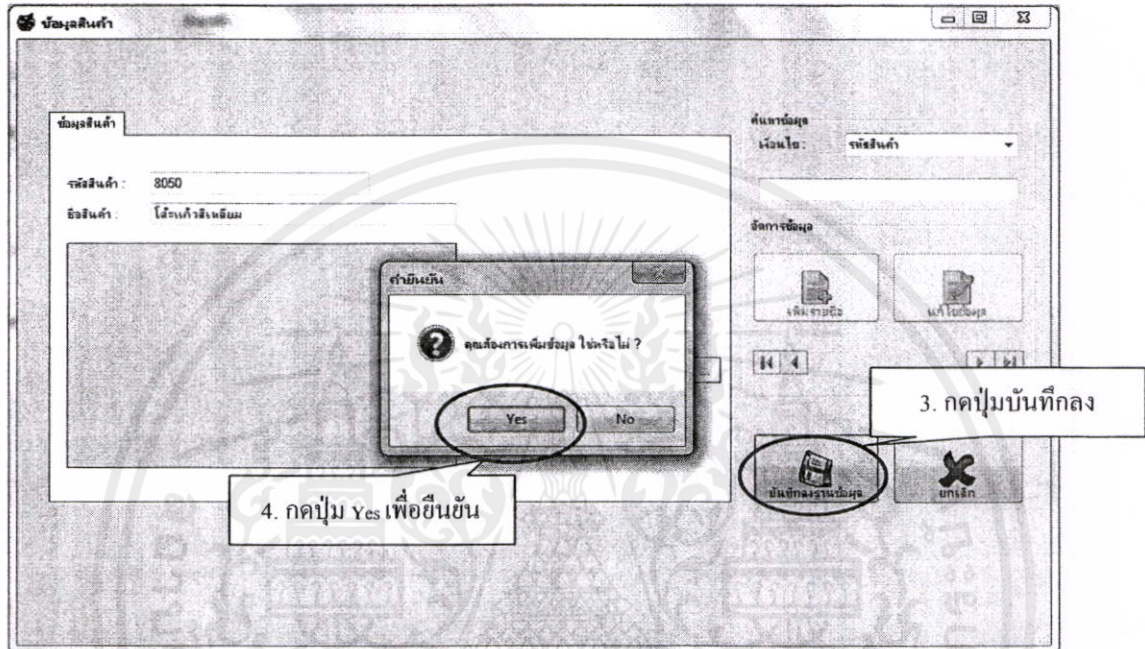 ข้อมูลสินค้า
ข้อมูลสินค้า
รหัสสินค้า :
8050
ชื่อสินค้า :
โต๊ะแก้วสี่เหลี่ยม
ค้นหาข้อมูล
เงื่อนไข :
รหัสสินค้า
จัดการข้อมูล
เพิ่มรายชื่อ
แก้ไขข้อมูล
คำยืนยัน
คุณต้องการเพิ่มข้อมูล ใช่หรือไม่ ?
Yes
No
3. กดปุ่มบันทึกลง
บันทึกลงฐานข้อมูล
ยกเลิก
4. กดปุ่ม Yes เพื่อยืนยัน